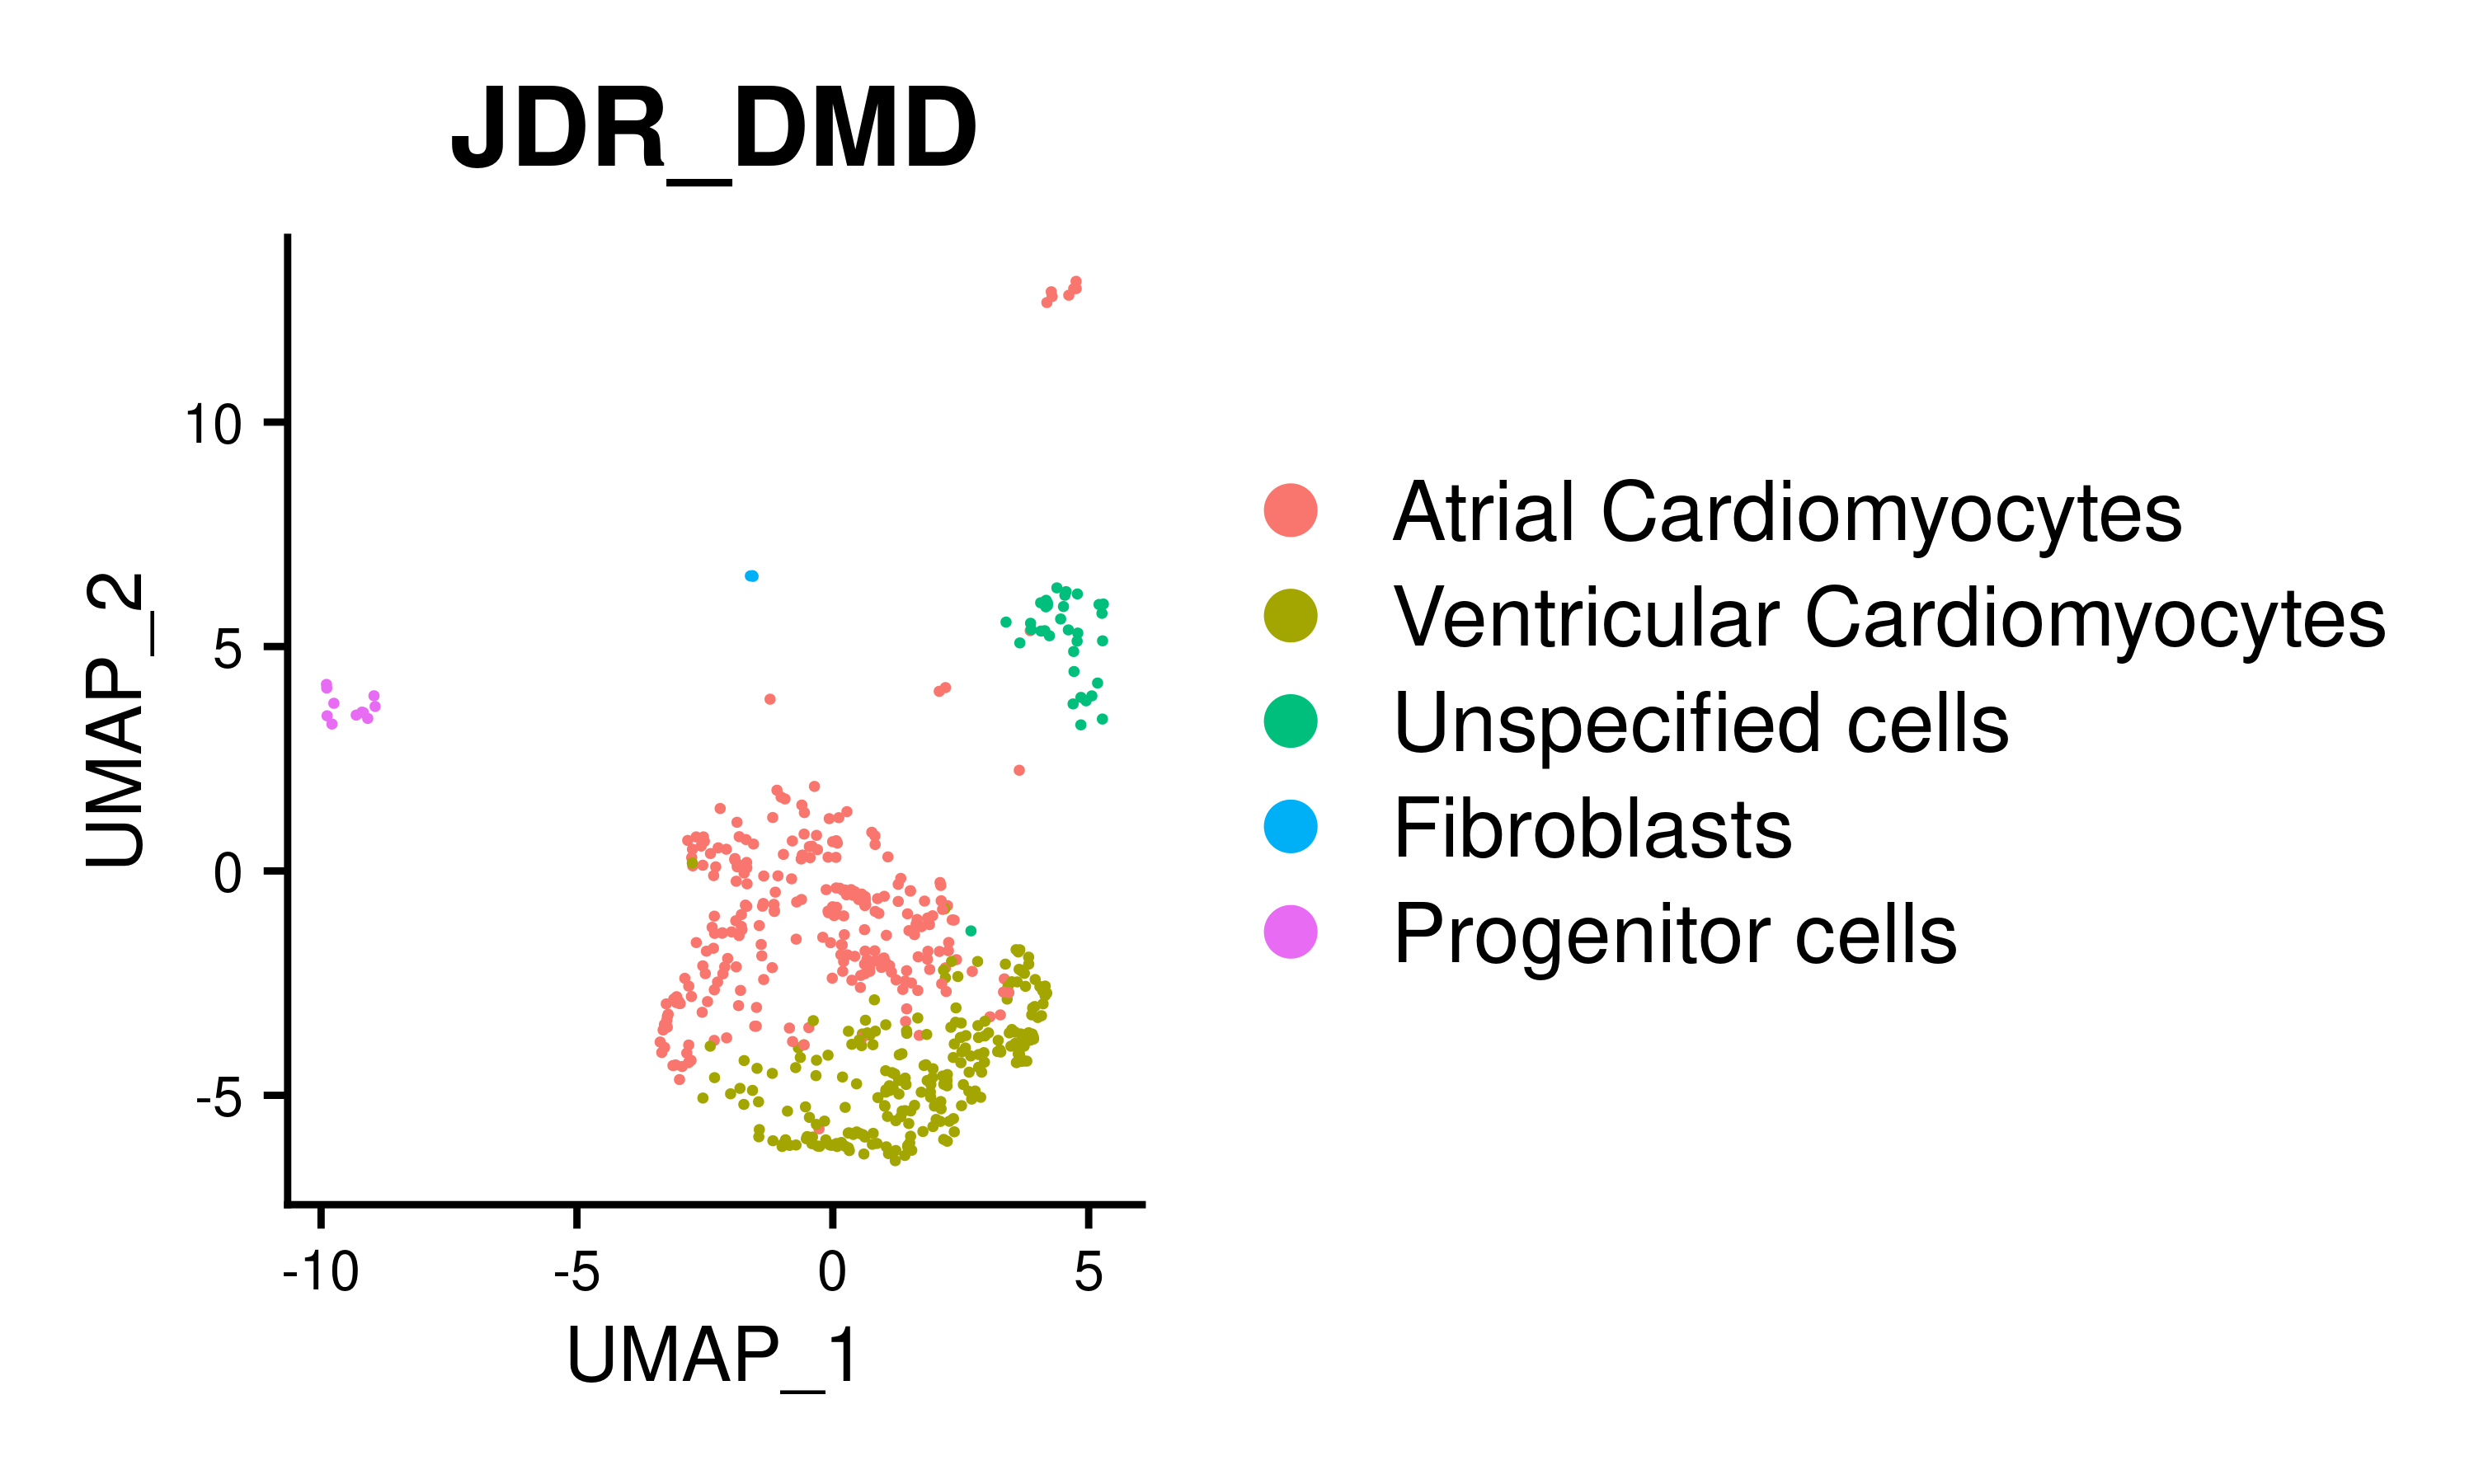 JDR_DMD
UMAP_2
10
5
0
-5
-10
-5
0
5
UMAP_1
Atrial Cardiomyocytes
Ventricular Cardiomyocytes
Unspecified cells
Fibroblasts
Progenitor cells